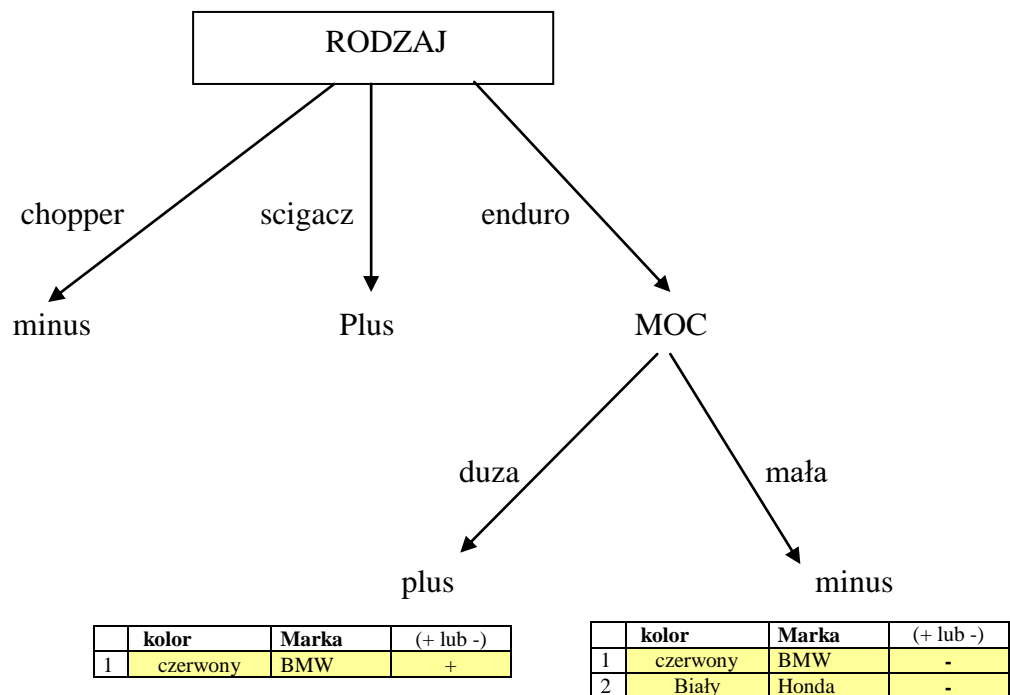 RODZAJ
chopper scigacz enduro
minus Plus MOC
duza mała
plus minus
kolor Marka (+ lub -)
1 czerwony BMW +
kolor Marka (+ lub -)
1 czerwony BMW -
2 Biały Honda -